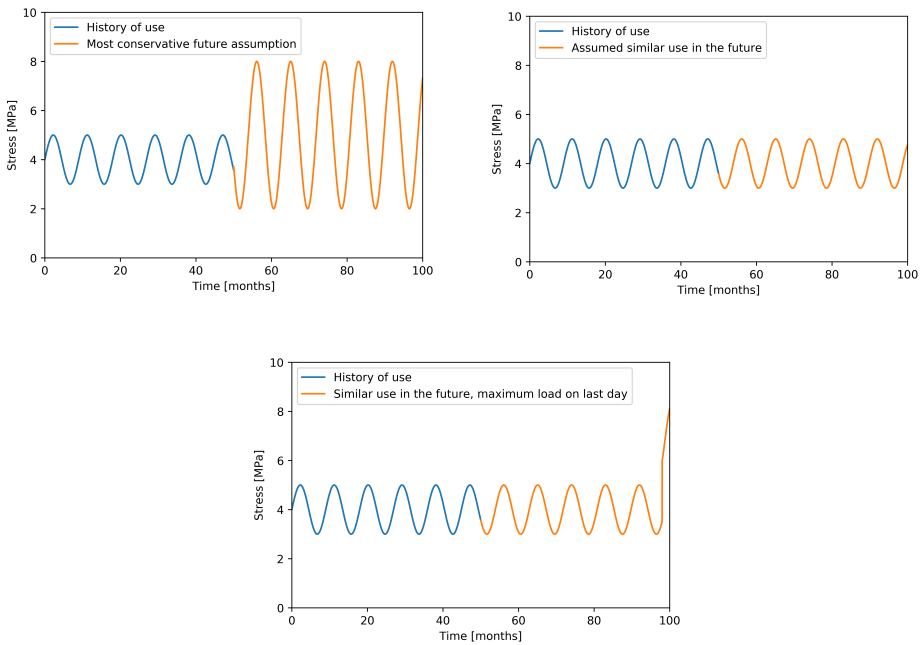 10
8
6
4
2
0
Stress [MPa]
History of use
Most conservative future assumption
0 20 40 60 80 100
Time [months]
10
8
6
4
2
0
Stress [MPa]
History of use
Assumed similar use in the future
0 20 40 60 80 100
Time [months]
10
8
6
4
2
0
Stress [MPa]
History of use
Similar use in the future, maximum load on last day
0 20 40 60 80 100
Time [months]